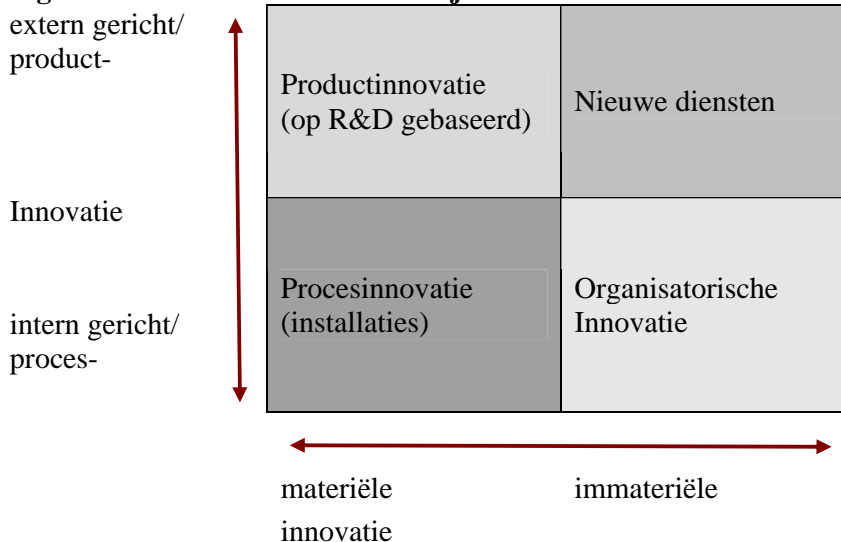 extern gericht/
product-
Productinnovatie
(op R&D gebaseerd)
Nieuwe diensten
Innovatie
Procesinnovatie
(installaties)
Organisatorische
Innovatie
intern gericht/
proces-
materiële
immateriële
innovatie